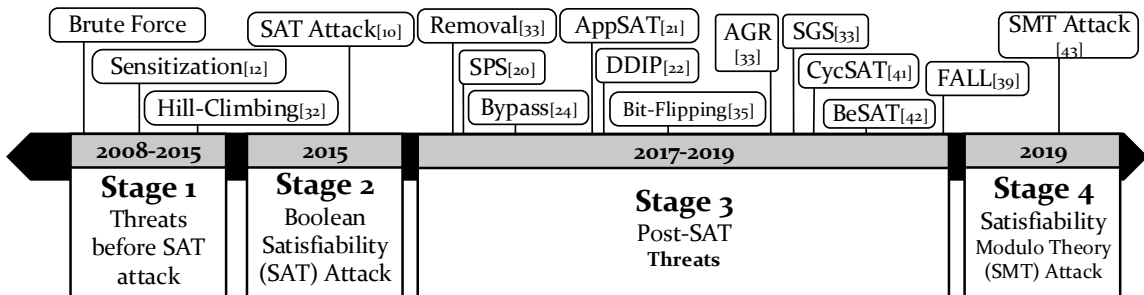 Brute Force
SAT Attack[10]
Removal[33]
AppSAT[21]
AGR
[33]
SGS[33]
SMT Attack
[43]
Sensitization[12]
SPS[20]
DDIP[22]
CycSAT[41]
FALL[39]
Hill-Climbing[32]
Bypass[24]
Bit-Flipping[35]
BeSAT[42]
2008-2015
2015
2017-2019
2019
Stage 1
Threats
before SAT
attack
Stage 2
Boolean
Satisfiability
(SAT) Attack
Stage 3
Post-SAT
Threats
Stage 4
Satisfiability
Modulo Theory
(SMT) Attack